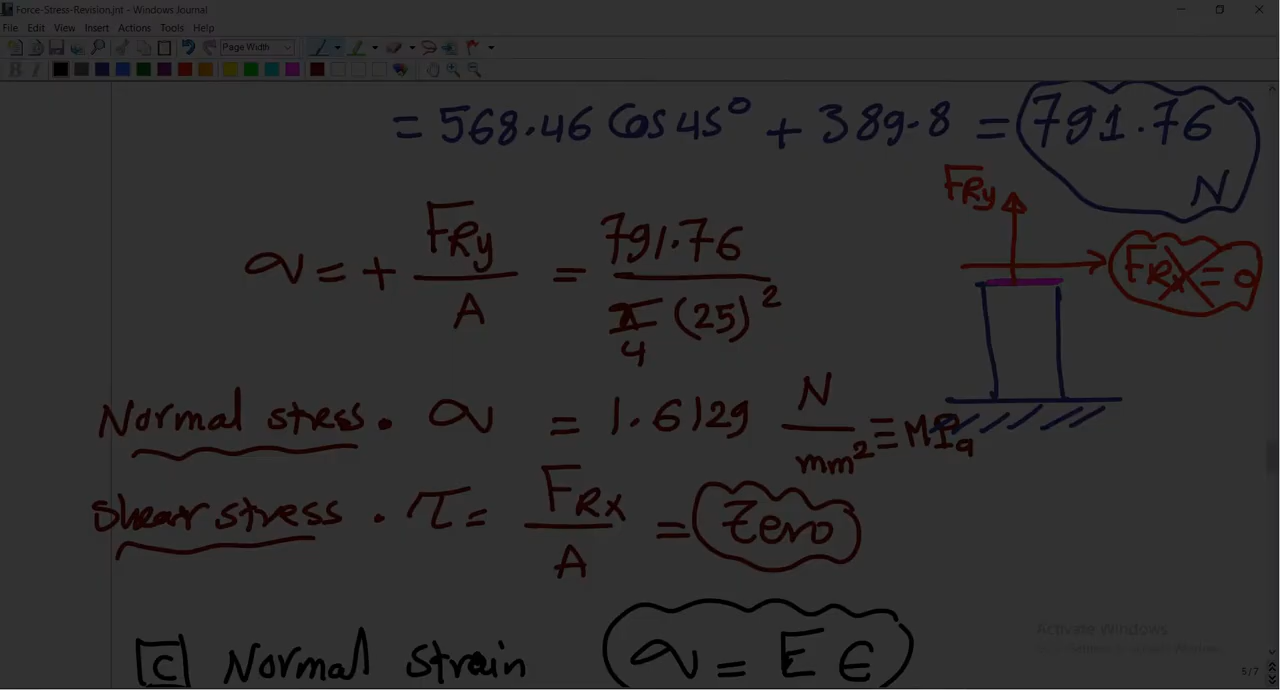 Force-Stress-Revision.jnt - Windows Journal
File Edit View Insert Actions Tools Help
Page Width
= 568.46 Cos 45° + 389.8 = 791.76 N
FRy
FRx = 0
σ = + FRy / A = 791.76 / π/4 (25)²
Normal stress. σ = 1.6129 N / mm² ≡ MPa
Shear stress. τ = FRx / A = Zero
C Normal strain σ = E ϵ
Activate Windows
5 / 7